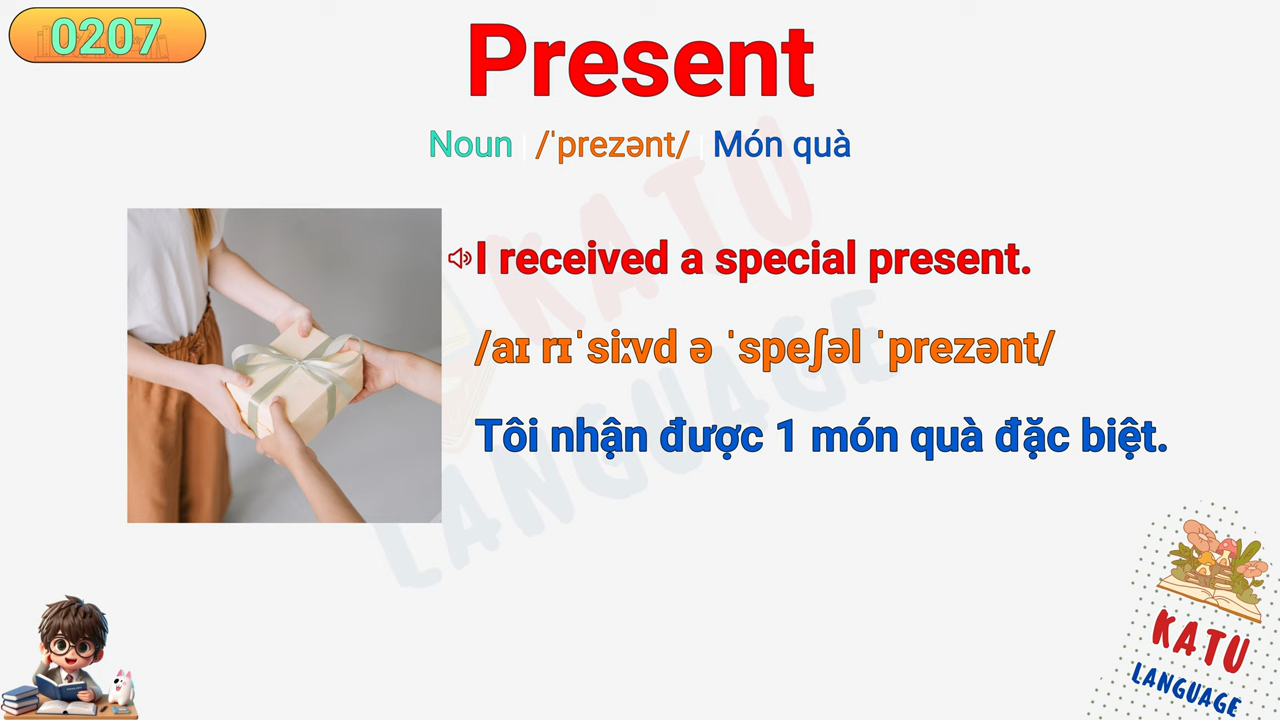 0207
Present
Noun | /ˈprezənt/ | Món quà
I received a special present.
/aɪ rɪˈsiːvd ə ˈspeʃəl ˈprezənt/
Tôi nhận được 1 món quà đặc biệt.
KATU
LANGUAGE
KATU
LANGUAGE